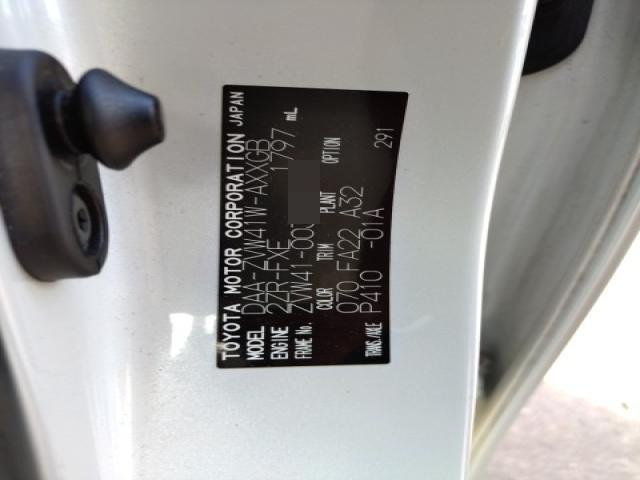 TOYOTA MOTOR CORPORATION JAPAN
MODEL DAA-ZVW41W-AXXGB
ENGINE 2ZR-FXE 1797 mL
FRAME No. ZVW41-00
COLOR TRIM PLANT OPTION
070 FA22 A32
TRANS./AXLE P410 -01A 291